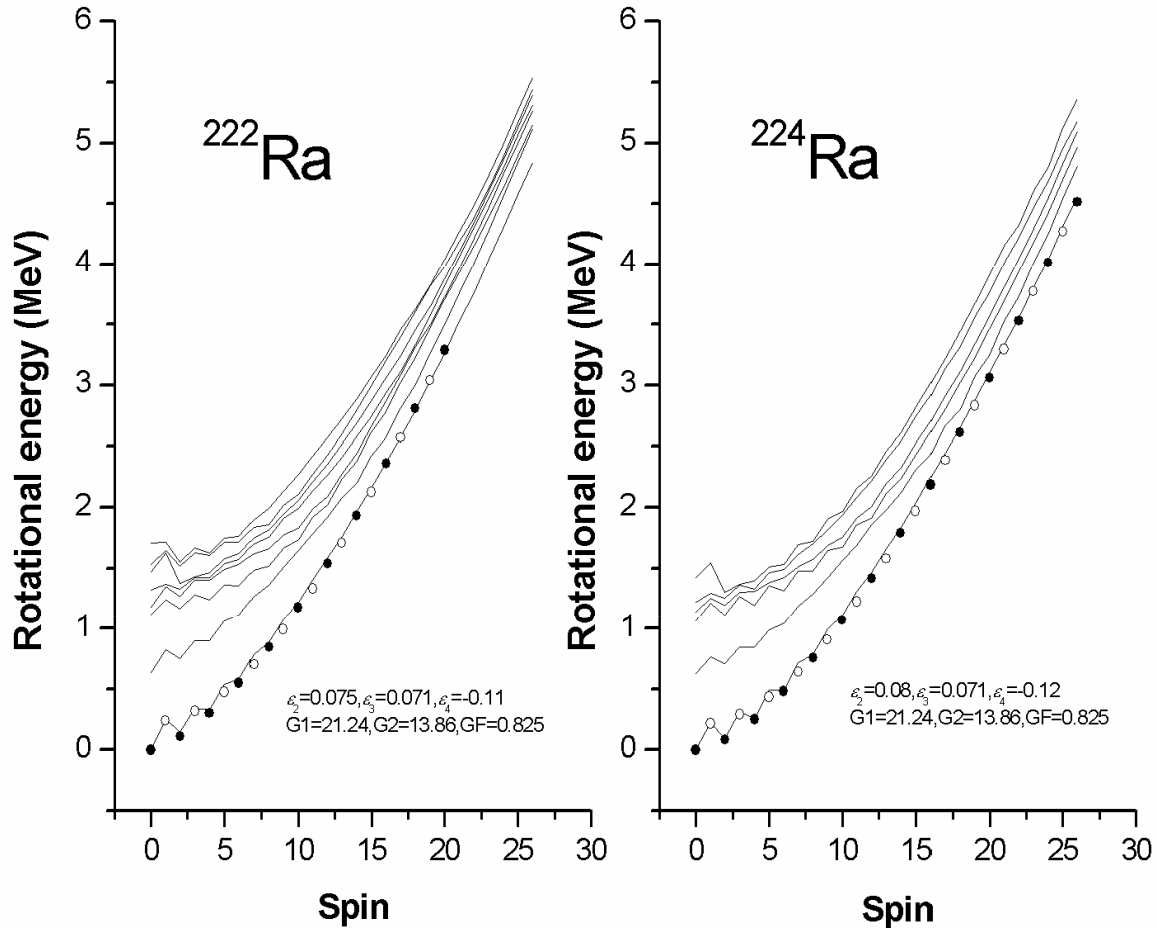 ²²²Ra
Rotational energy (MeV)
6
5
4
3
2
1
0
ε₂=0.075,ε₃=0.071,ε₄=-0.11
G1=21.24,G2=13.86,GF=0.825
0 5 10 15 20 25 30
Spin
²²⁴Ra
Rotational energy (MeV)
6
5
4
3
2
1
0
ε₂=0.08,ε₃=0.071,ε₄=-0.12
G1=21.24,G2=13.86,GF=0.825
0 5 10 15 20 25 30
Spin